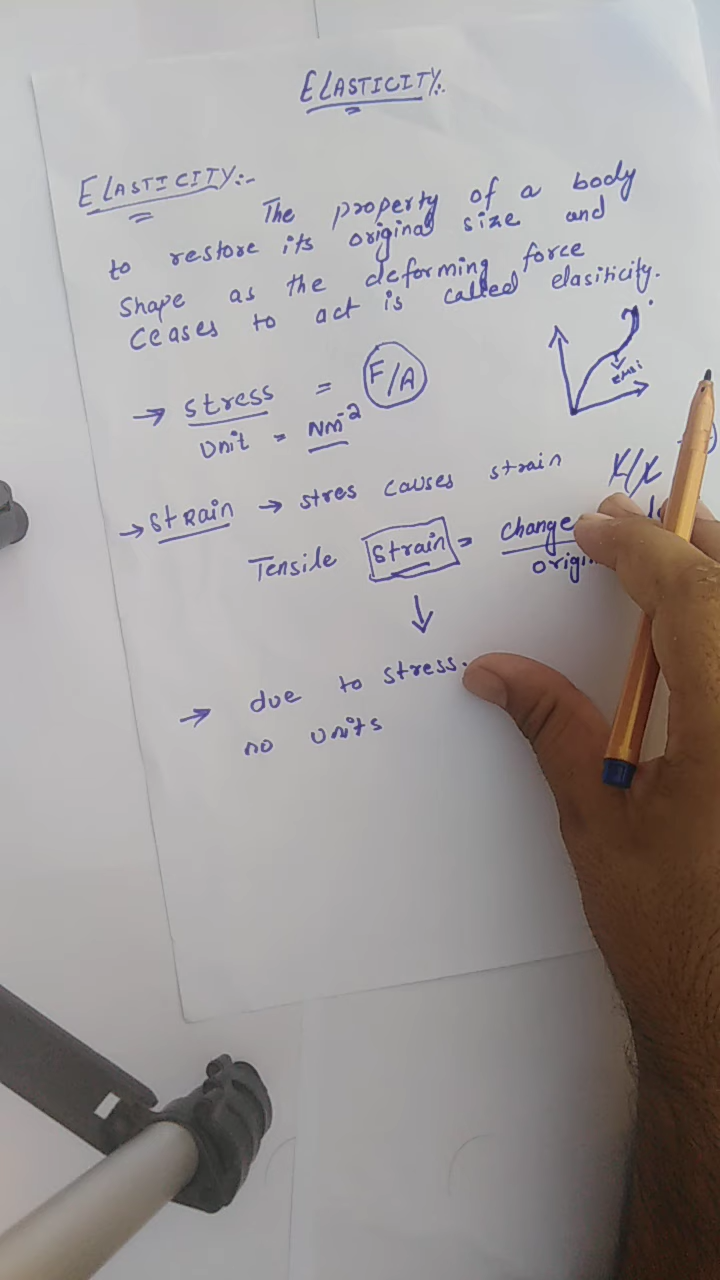 ELASTICITY:.
ELASTICITY:-
The property of a body
to restore its original size and
shape as the deforming force
ceases to act is called elasiticity.
→ stress = F/A
Unit = Nm⁻²
→ Strain → stres causes strain
Tensile strain = change
origi
→ due to stress.
no units